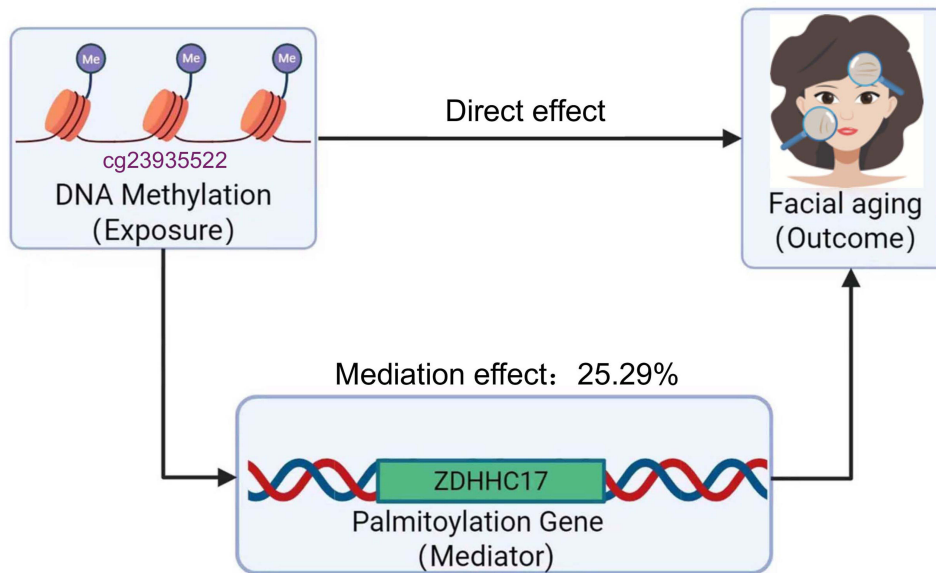 Me Me Me
cg23935522
DNA Methylation
(Exposure)
Direct effect
Facial aging
(Outcome)
Mediation effect：25.29%
ZDHHC17
Palmitoylation Gene
(Mediator)